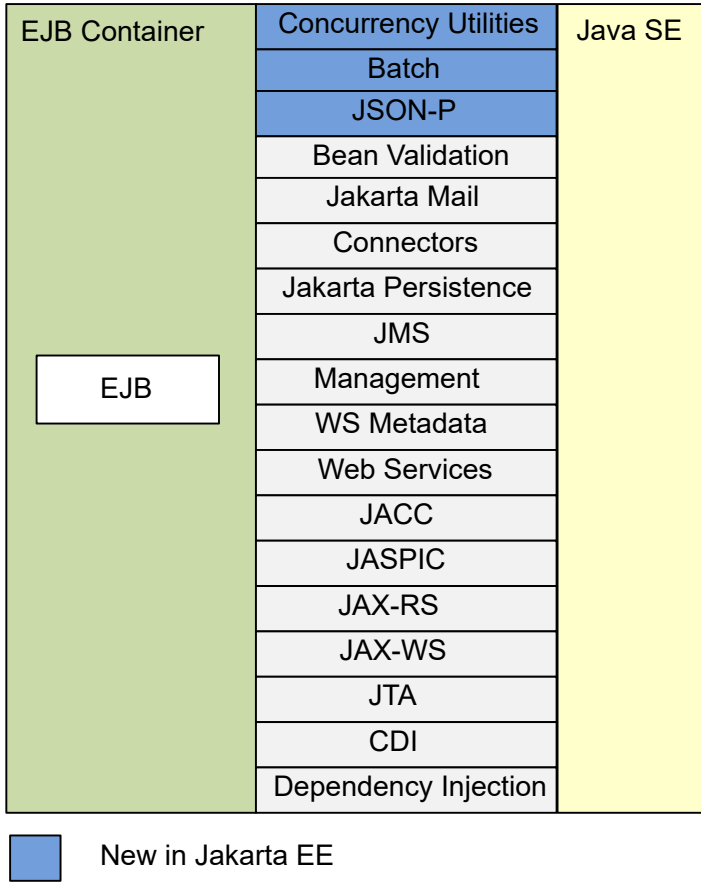 EJB Container
EJB
Concurrency Utilities
Batch
JSON-P
Bean Validation
Jakarta Mail
Connectors
Jakarta Persistence
JMS
Management
WS Metadata
Web Services
JACC
JASPIC
JAX-RS
JAX-WS
JTA
CDI
Dependency Injection
Java SE
New in Jakarta EE